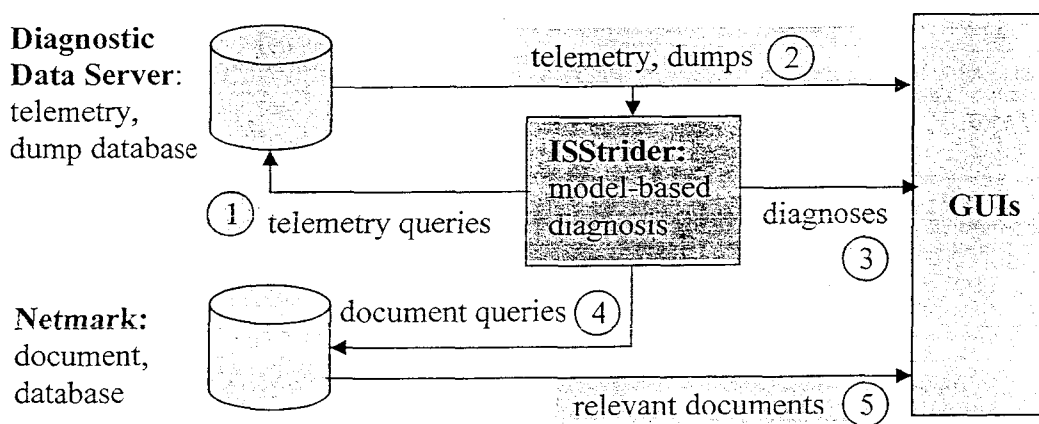 Diagnostic
Data Server:
telemetry,
dump database
telemetry, dumps 2
ISStrider:
model-based
diagnosis
1 telemetry queries
diagnoses
3
GUIs
Netmark:
document,
database
document queries 4
relevant documents 5